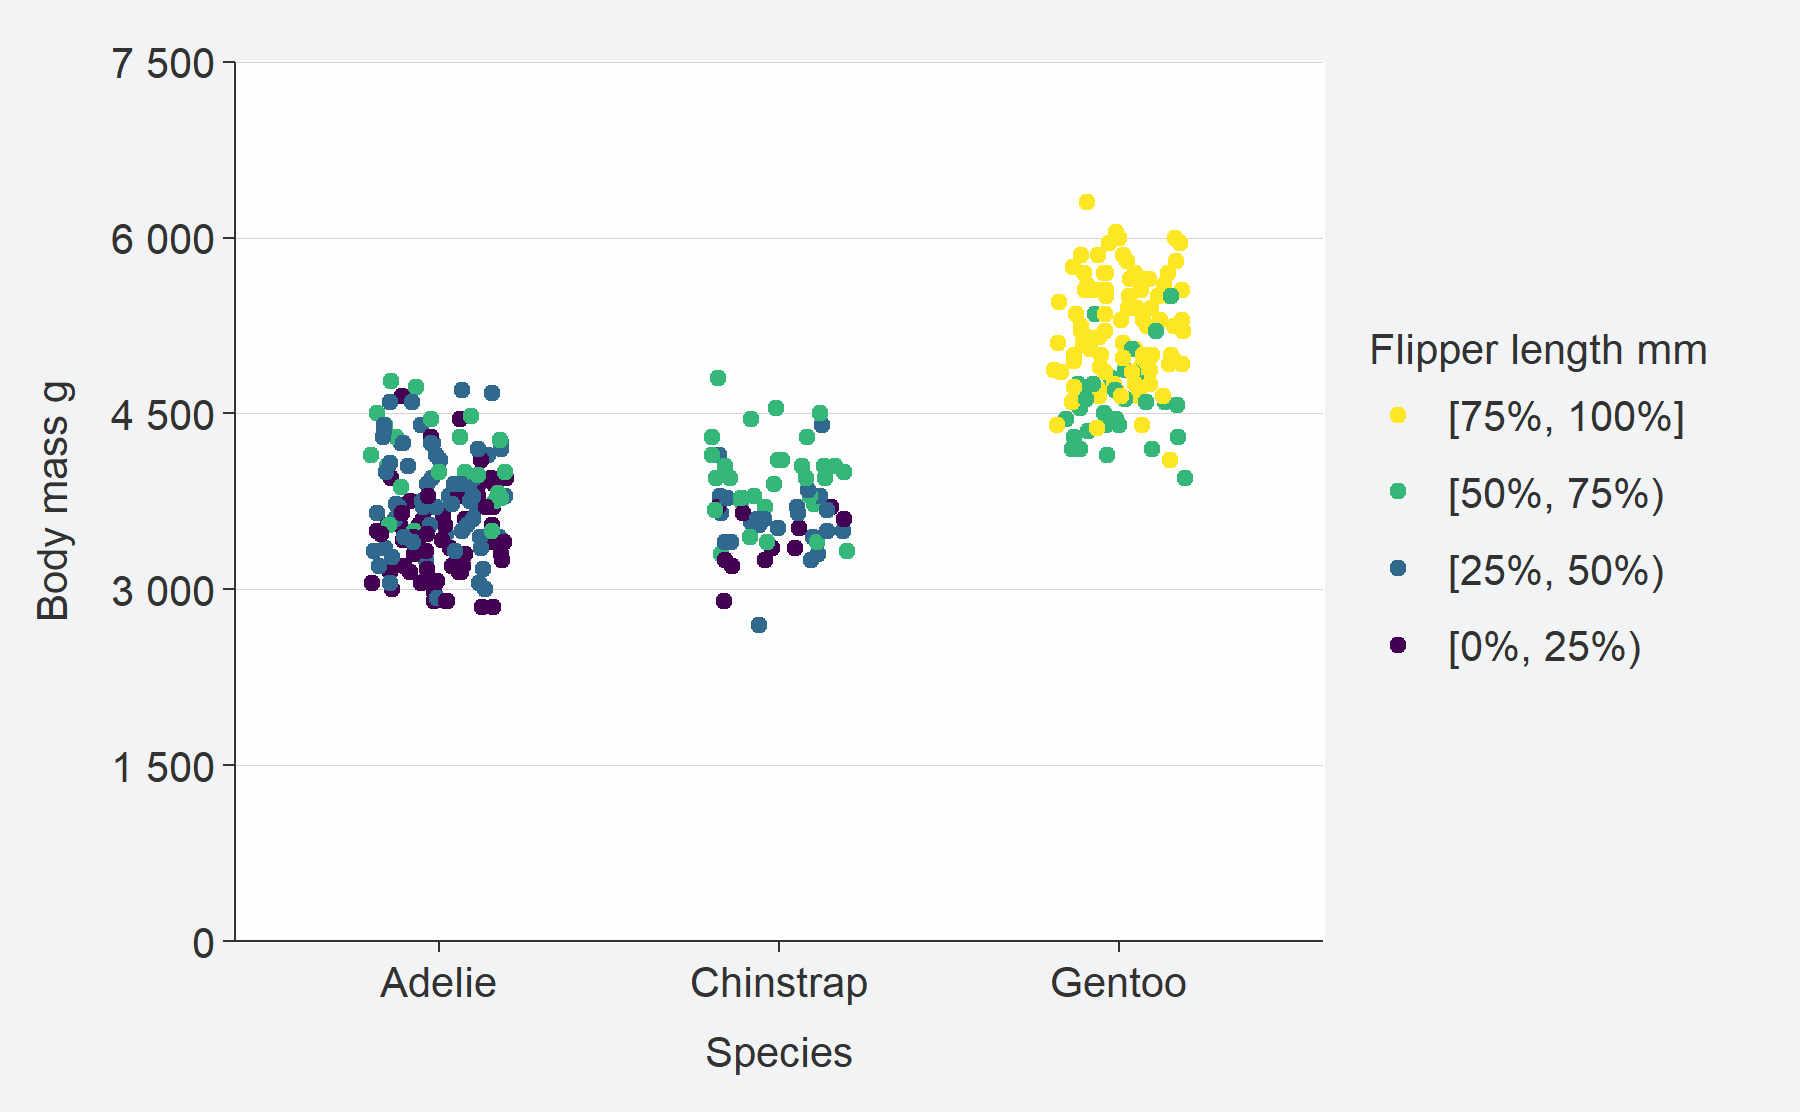 7 500
6 000
4 500
3 000
1 500
0
Body mass g
Adelie
Chinstrap
Gentoo
Species
Flipper length mm
[75%, 100%]
[50%, 75%)
[25%, 50%)
[0%, 25%)